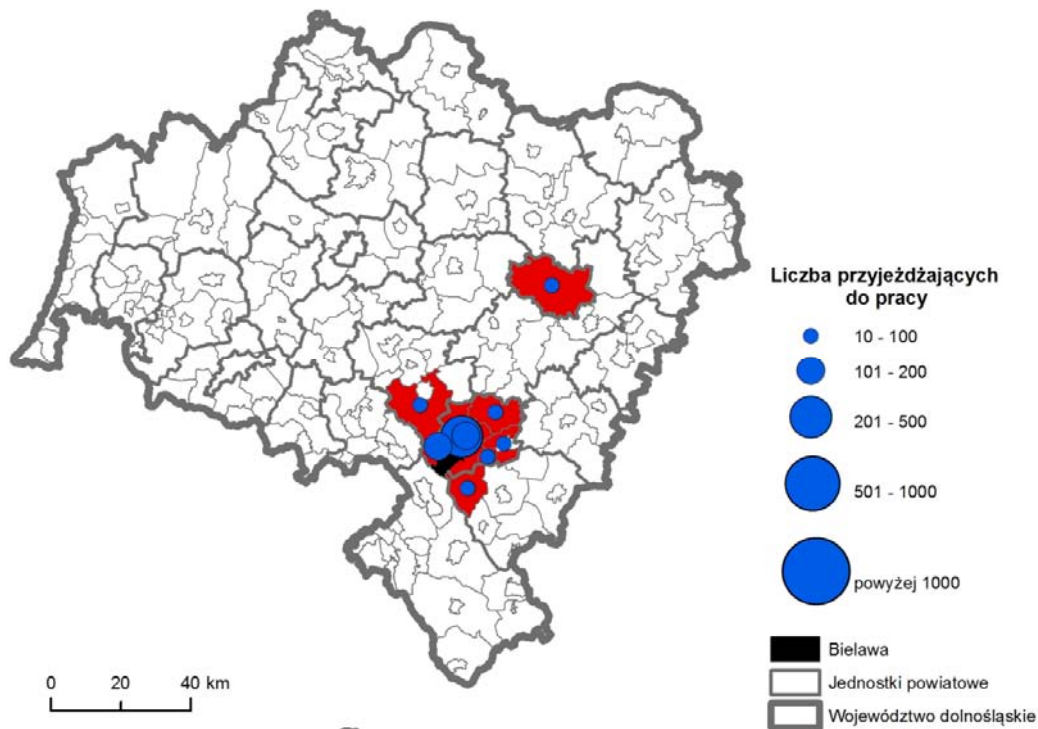 Liczba przyjeżdżających
do pracy
10 - 100
101 - 200
201 - 500
501 - 1000
powyżej 1000
Bielawa
Jednostki powiatowe
Województwo dolnośląskie
0 20 40 km